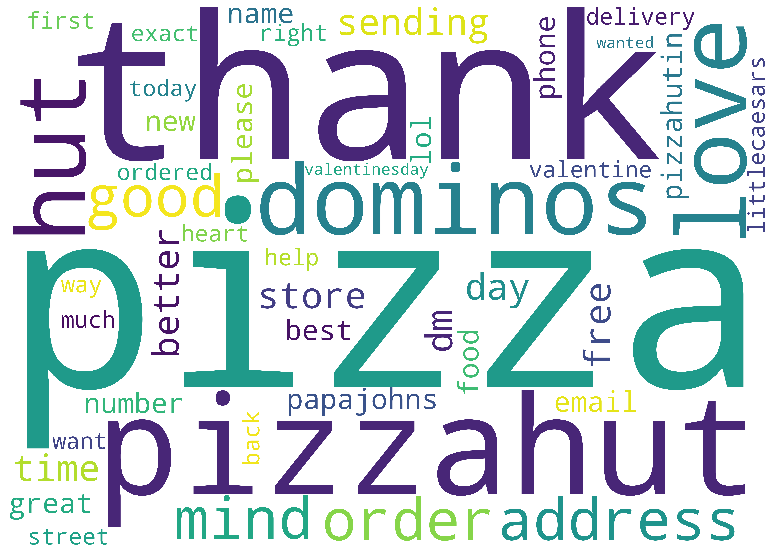 first
name
sending
delivery
exact
right
wanted
thank
hut
today
phone
love
new
please
lol
pizzahutin
littlecaesars
ordered
valentinesday
valentine
good
dominos
heart
pizza
way
better
help
day
store
free
much
best
dm
food
number
papajohns
email
pizzahut
want
back
time
great
mind
order
address
street